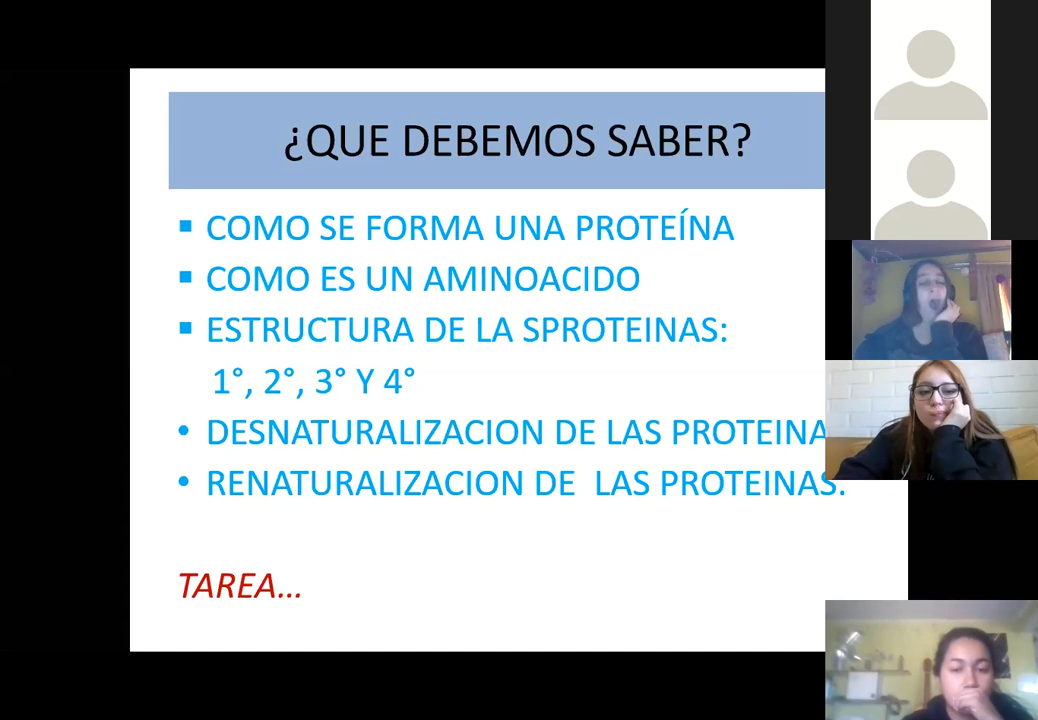 ¿QUE DEBEMOS SABER?
▪ COMO SE FORMA UNA PROTEÍNA
▪ COMO ES UN AMINOACIDO
▪ ESTRUCTURA DE LA SPROTEINAS:
1°, 2°, 3° Y 4°
• DESNATURALIZACION DE LAS PROTEINA
• RENATURALIZACION DE LAS PROTEINAS.
TAREA...